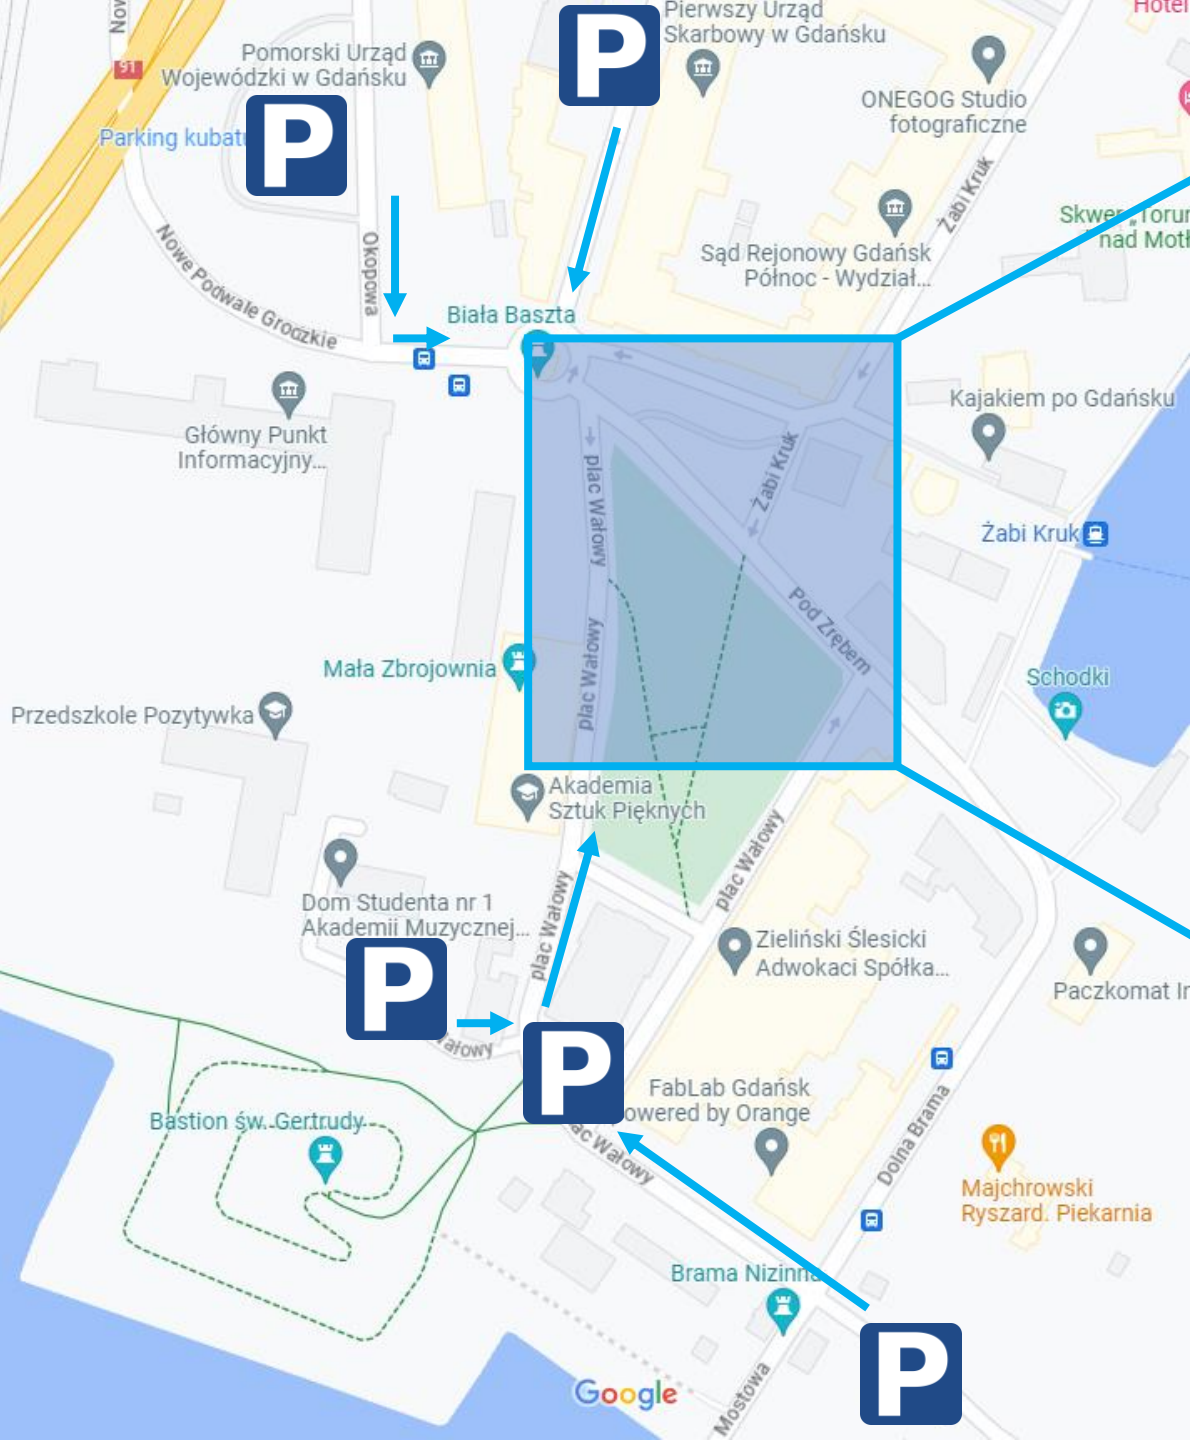 Now
91
Pomorski Urząd
Wojewódzki w Gdańsku
P
Pierwszy Urząd
Skarbowy w Gdańsku
Hotel
ONEGOG Studio
fotograficzne
P
Parking kubatu
Żabi Kruk
Skwer „Toruń
nad Motł
Sąd Rejonowy Gdańsk
Północ - Wydział...
Nowe Podwale Grodzkie
Okopowa
Biała Baszta
Kajakiem po Gdańsku
Główny Punkt
Informacyjny...
plac Wałowy
Żabi Kruk
Żabi Kruk
Pod Zrębem
plac Wałowy
Mała Zbrojownia
Schodki
Przedszkole Pozytywka
Akademia
Sztuk Pięknych
plac Wałowy
Dom Studenta nr 1
Akademii Muzycznej...
plac Wałowy
Zieliński Ślesicki
Adwokaci Spółka...
Paczkomat In
P
Wałowy
P
FabLab Gdańsk
powered by Orange
plac Wałowy
Dolna Brama
Bastion św. Gertrudy
Majchrowski
Ryszard. Piekarnia
Brama Nizinna
P
Google
Mostowa